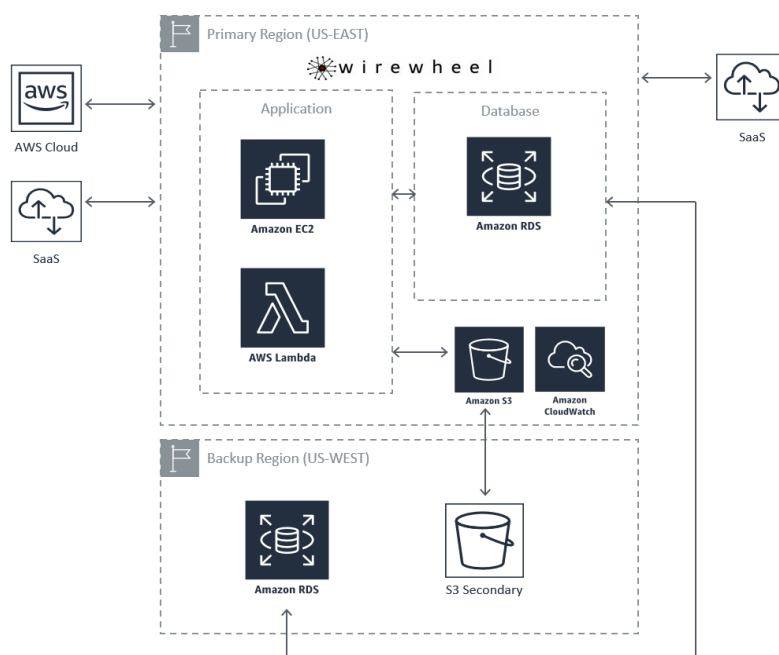 Primary Region (US-EAST)
wirewheel
aws
AWS Cloud
SaaS
SaaS
Application
Database
Amazon EC2
Amazon RDS
AWS Lambda
Amazon S3
Amazon
CloudWatch
Backup Region (US-WEST)
Amazon RDS
S3 Secondary